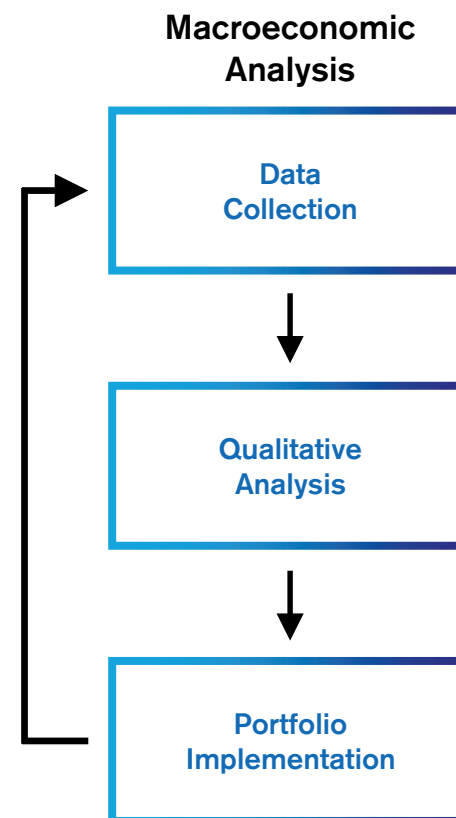 Macroeconomic
Analysis
Data
Collection
Qualitative
Analysis
Portfolio
Implementation